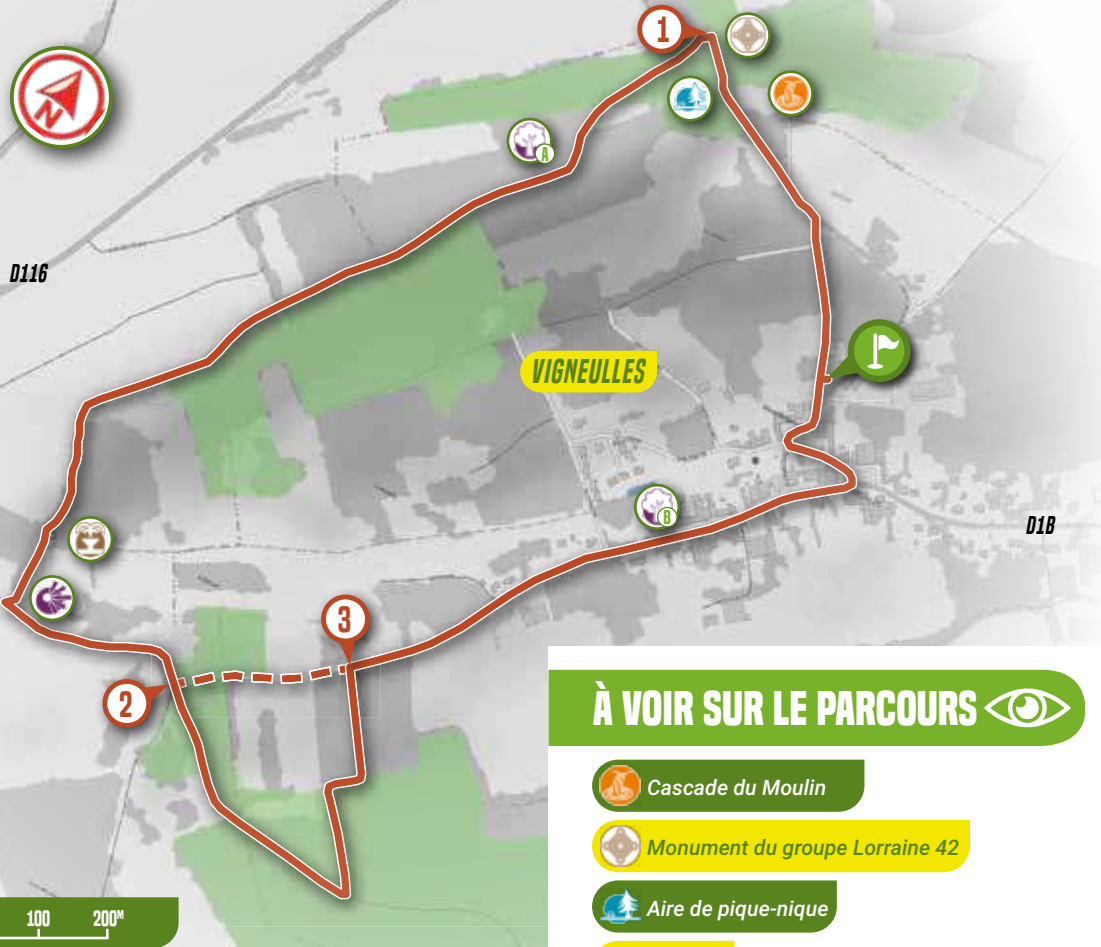 1
N
A
D116
VIGNEULLES
B
D1B
3
2
À VOIR SUR LE PARCOURS
Cascade du Moulin
Monument du groupe Lorraine 42
100 200M
Aire de pique-nique